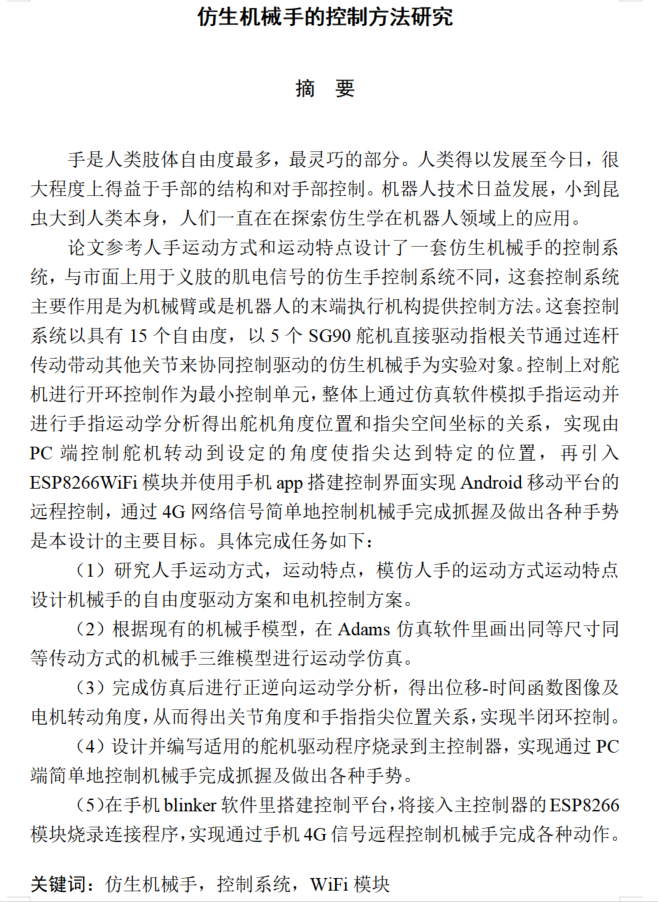 仿生机械手的控制方法研究
摘 要
手是人类肢体自由度最多，最灵巧的部分。人类得以发展至今日，很
大程度上得益于手部的结构和对手部控制。机器人技术日益发展，小到昆
虫大到人类本身，人们一直在在探索仿生学在机器人领域上的应用。
论文参考人手运动方式和运动特点设计了一套仿生机械手的控制系
统，与市面上用于义肢的肌电信号的仿生手控制系统不同，这套控制系统
主要作用是为机械臂或是机器人的末端执行机构提供控制方法。这套控制
系统以具有 15 个自由度，以 5 个 SG90 舵机直接驱动指根关节通过连杆
传动带动其他关节来协同控制驱动的仿生机械手为实验对象。控制上对舵
机进行开环控制作为最小控制单元，整体上通过仿真软件模拟手指运动并
进行手指运动学分析得出舵机角度位置和指尖空间坐标的关系，实现由
PC 端控制舵机转动到设定的角度使指尖达到特定的位置，再引入
ESP8266WiFi 模块并使用手机 app 搭建控制界面实现 Android 移动平台的
远程控制，通过 4G 网络信号简单地控制机械手完成抓握及做出各种手势
是本设计的主要目标。具体完成任务如下：
（1）研究人手运动方式，运动特点，模仿人手的运动方式运动特点
设计机械手的自由度驱动方案和电机控制方案。
（2）根据现有的机械手模型，在 Adams 仿真软件里画出同等尺寸同
等传动方式的机械手三维模型进行运动学仿真。
（3）完成仿真后进行正逆向运动学分析，得出位移-时间函数图像及
电机转动角度，从而得出关节角度和手指指尖位置关系，实现半闭环控制。
（4）设计并编写适用的舵机驱动程序烧录到主控制器，实现通过 PC
端简单地控制机械手完成抓握及做出各种手势。
（5）在手机 blinker 软件里搭建控制平台，将接入主控制器的 ESP8266
模块烧录连接程序，实现通过手机 4G 信号远程控制机械手完成各种动作。
关键词：仿生机械手，控制系统，WiFi 模块